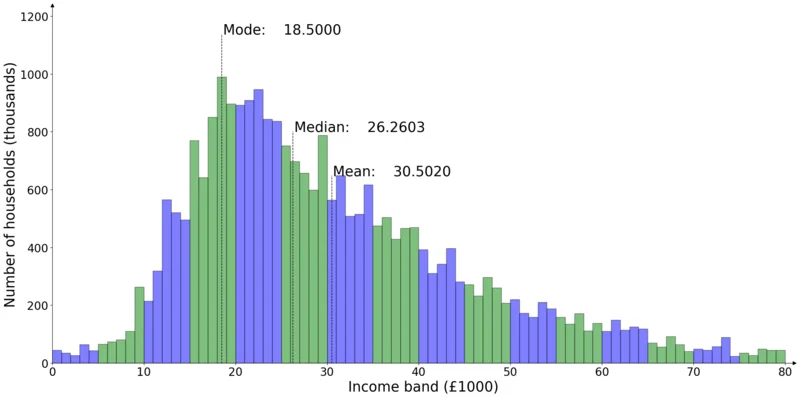 1200
1000
800
600
400
200
0
Number of households (thousands)
Mode: 18.5000
Median: 26.2603
Mean: 30.5020
0 10 20 30 40 50 60 70 80
Income band (£1000)